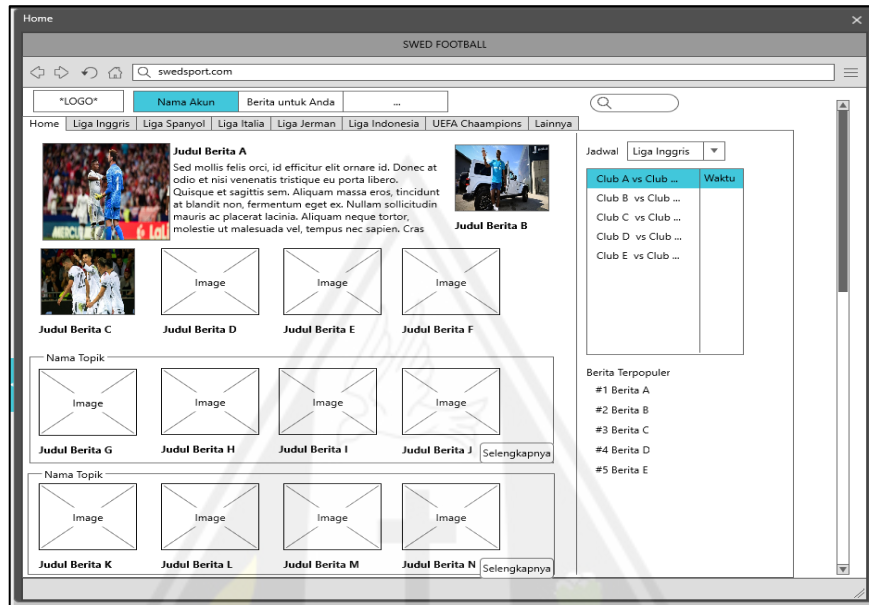 Home
SWED FOOTBALL
swedsport.com
*LOGO*
Nama Akun
Berita untuk Anda
...
Home
Liga Inggris
Liga Spanyol
Liga Italia
Liga Jerman
Liga Indonesia
UEFA Chaampions
Lainnya
Judul Berita A
Sed mollis felis orci, id efficitur elit ornare id. Donec at
odio et nisi venenatis tristique eu porta libero.
Quisque et sagittis sem. Aliquam massa eros, tincidunt
at blandit non, fermentum eget ex. Nullam sollicitudin
mauris ac placerat lacinia. Aliquam neque tortor,
molestie ut malesuada vel, tempus nec sapien. Cras
Judul Berita B
Image
Image
Image
Judul Berita C
Judul Berita D
Judul Berita E
Judul Berita F
Nama Topik
Image
Image
Image
Image
Judul Berita G
Judul Berita H
Judul Berita I
Judul Berita J
Selengkapnya
Nama Topik
Image
Image
Image
Image
Judul Berita K
Judul Berita L
Judul Berita M
Judul Berita N
Selengkapnya
Jadwal
Liga Inggris
Club A vs Club ...
Waktu
Club B vs Club ...
Club C vs Club ...
Club D vs Club ...
Club E vs Club ...
Berita Terpopuler
#1 Berita A
#2 Berita B
#3 Berita C
#4 Berita D
#5 Berita E